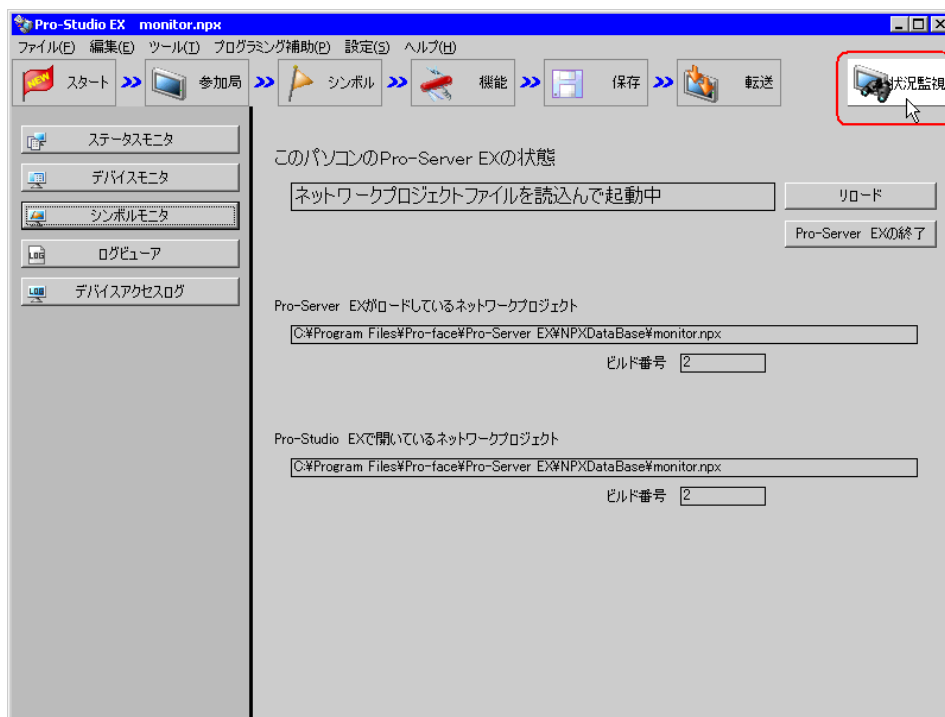 Pro-Studio EX monitor.npx
ファイル(F) 編集(E) ツール(T) プログラミング補助(P) 設定(S) ヘルプ(H)
スタート 参加局 シンボル 機能 保存 転送 状況監視
ステータスモニタ
デバイスモニタ
シンボルモニタ
ログビューア
デバイスアクセスログ
このパソコンのPro-Server EXの状態
ネットワークプロジェクトファイルを読込んで起動中
リロード
Pro-Server EXの終了
Pro-Server EXがロードしているネットワークプロジェクト
C:¥Program Files¥Pro-face¥Pro-Server EX¥NPXDataBase¥monitor.npx
ビルド番号 2
Pro-Studio EXで開いているネットワークプロジェクト
C:¥Program Files¥Pro-face¥Pro-Server EX¥NPXDataBase¥monitor.npx
ビルド番号 2